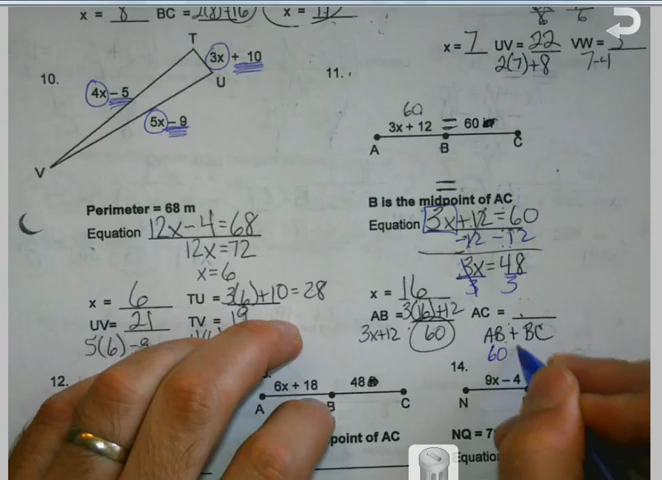 x = 8 BC = 2(8)+(16) x =
x = 7 UV = 22 VW = 3
2(7)+8 7-4
10.
T
3x + 10
U
4x - 5
5x - 9
V
11.
60
3x + 12 = 60
A B C
Perimeter = 68 m
Equation 12x-4=68
12x=72
x=6
x = 6 TU = 3(6)+10=28
UV= 21 TV = 19
5(6)-9
B is the midpoint of AC
Equation 3x+12=60
-12 -12
3x=48
3 3
x = 16
AB = 3(16)+12 AC =
3x+12 60 AB + BC
60
12.
6x + 18 48
A B C
point of AC
14.
9x - 4
N
NQ = 7
Equation